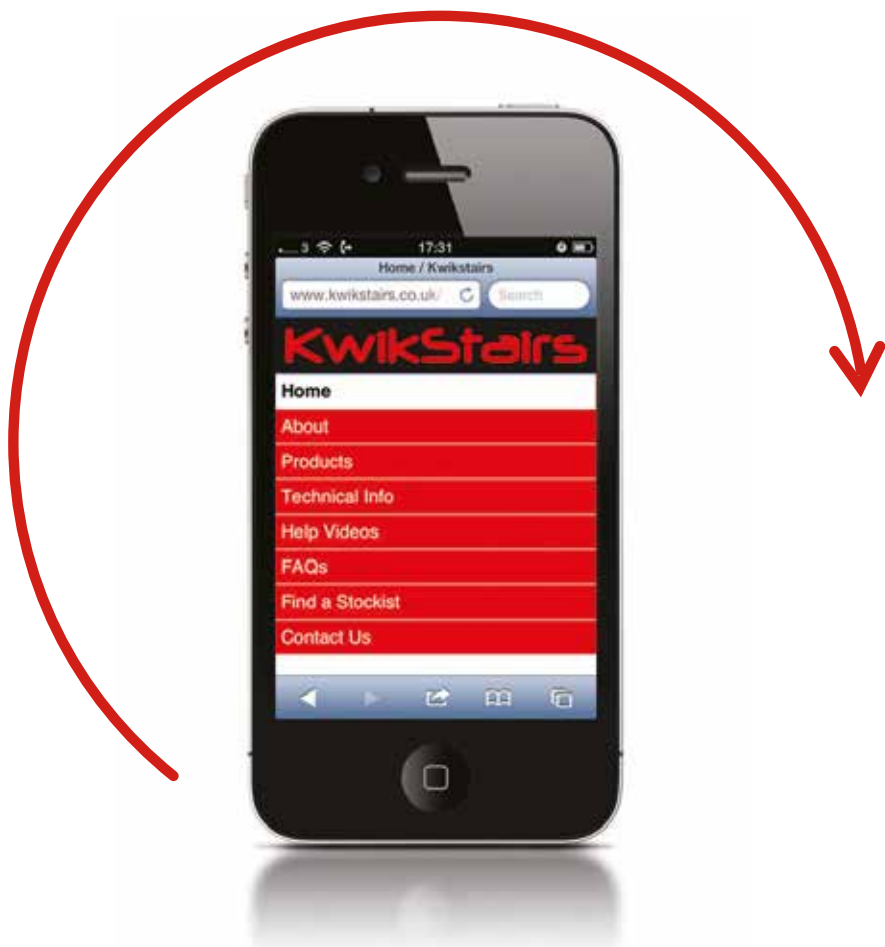 3 17:31
Home / Kwikstairs
www.kwikstairs.co.uk/ Search
KwikStairs
Home
About
Products
Technical Info
Help Videos
FAQs
Find a Stockist
Contact Us